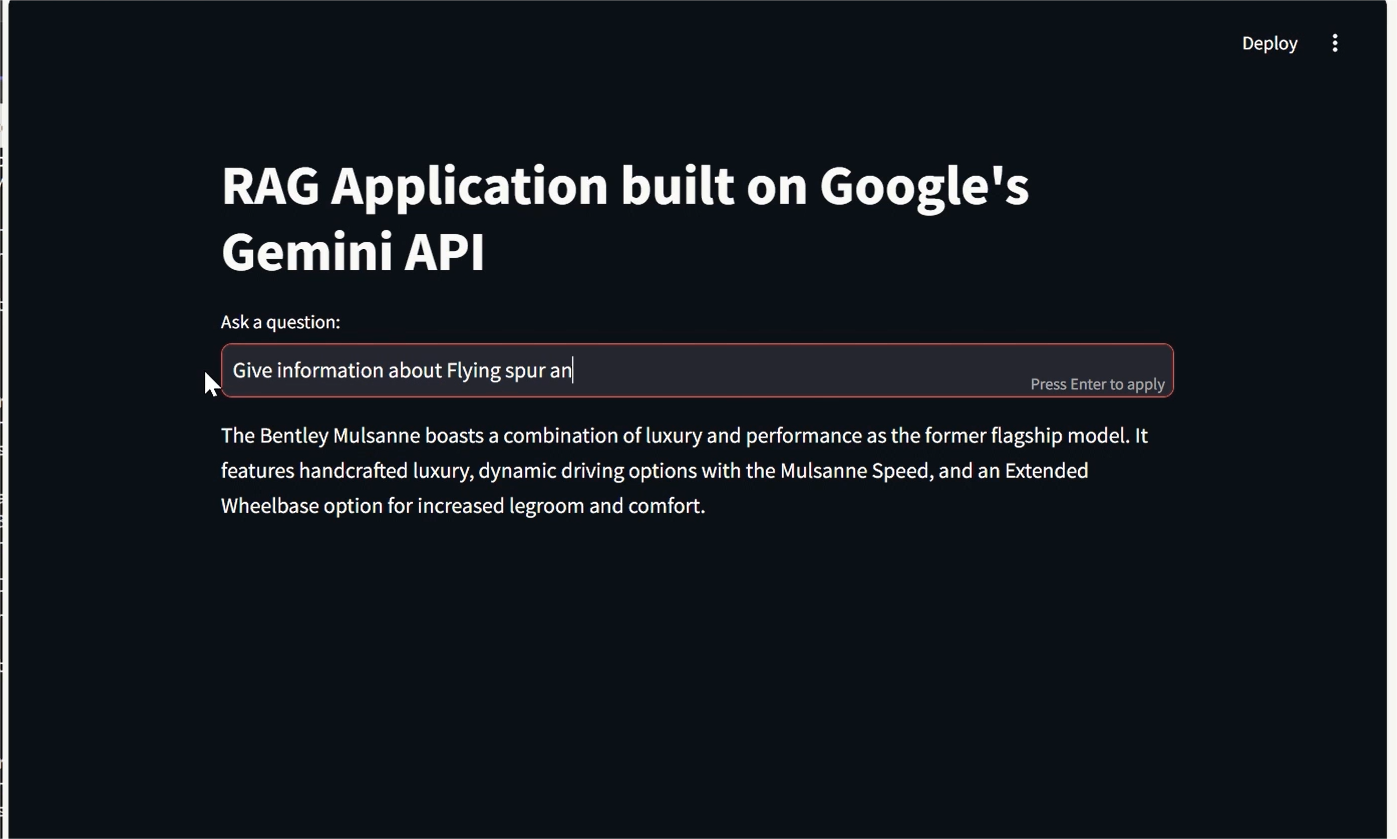 Deploy
RAG Application built on Google's
Gemini API
Ask a question:
Give information about Flying spur an
Press Enter to apply
The Bentley Mulsanne boasts a combination of luxury and performance as the former flagship model. It
features handcrafted luxury, dynamic driving options with the Mulsanne Speed, and an Extended
Wheelbase option for increased legroom and comfort.